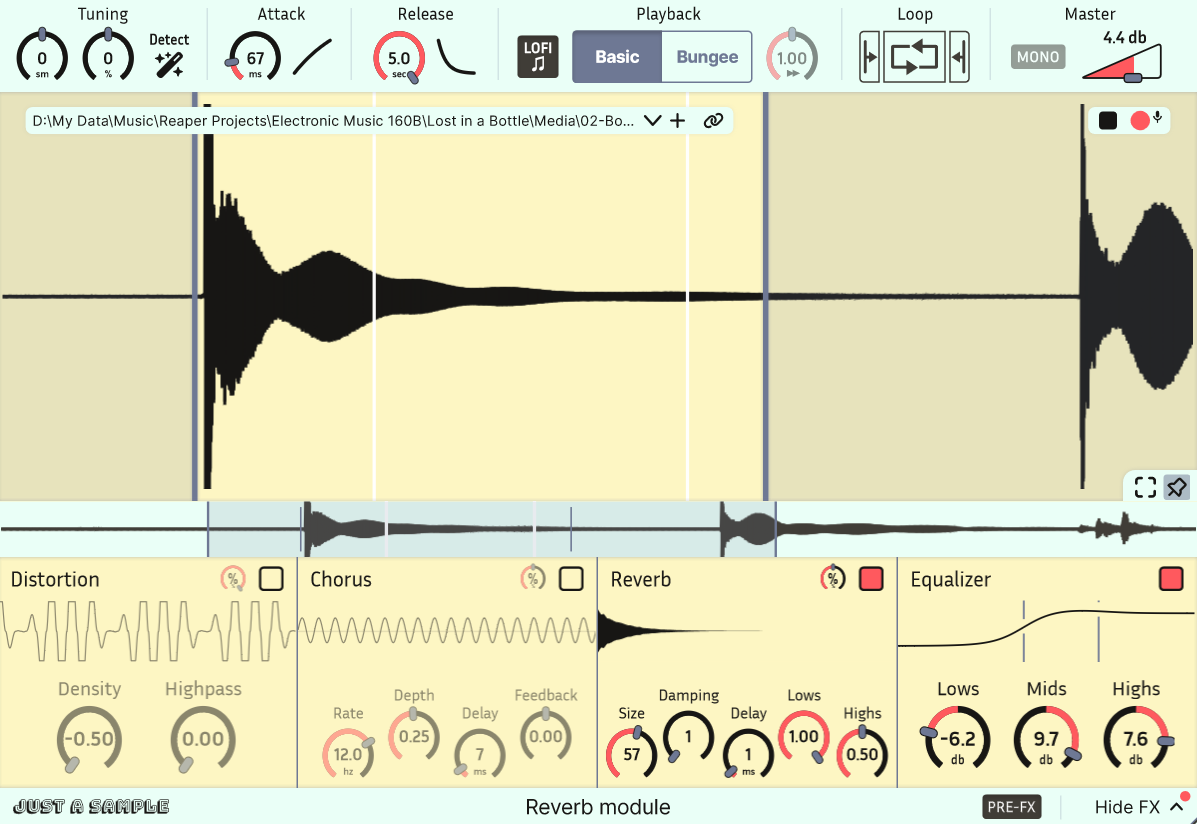 Tuning Attack Release Playback Loop Master
0 sm 0 % Detect 67 ms 5.0 sec LOFI Basic Bungee 1.00 MONO 4.4 db
D:\My Data\Music\Reaper Projects\Electronic Music 160B\Lost in a Bottle\Media\02-Bo...
Distortion % Chorus % Reverb % Equalizer
Density Highpass
-0.50 0.00
Rate Depth Delay Feedback
12.0 hz 0.25 7 ms 0.00
Size Damping Delay Lows Highs
57 1 1 ms 1.00 0.50
Lows Mids Highs
-6.2 db 9.7 db 7.6 db
JUST A SAMPLE Reverb module PRE-FX Hide FX